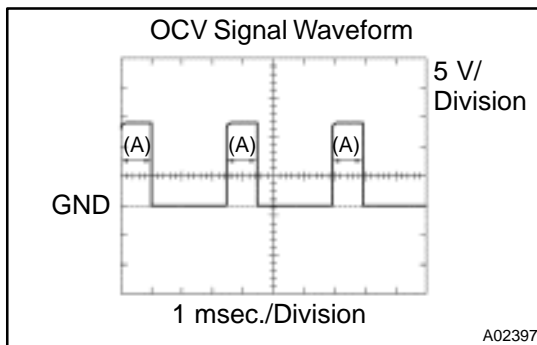 OCV Signal Waveform
5 V/
Division
(A) (A) (A)
GND
1 msec./Division
A02397